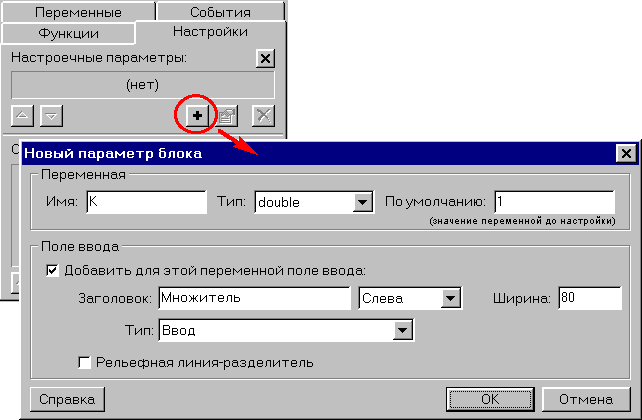 Переменные События
Функции Настройки
Настроечные параметры:
(нет)
Новый параметр блока
Переменная
Имя: K Тип: double По умолчанию: 1
(значение переменной до настройки)
Поле ввода
Добавить для этой переменной поле ввода:
Заголовок: Множитель Слева Ширина: 80
Тип: Ввод
Рельефная линия-разделитель
Справка OK Отмена